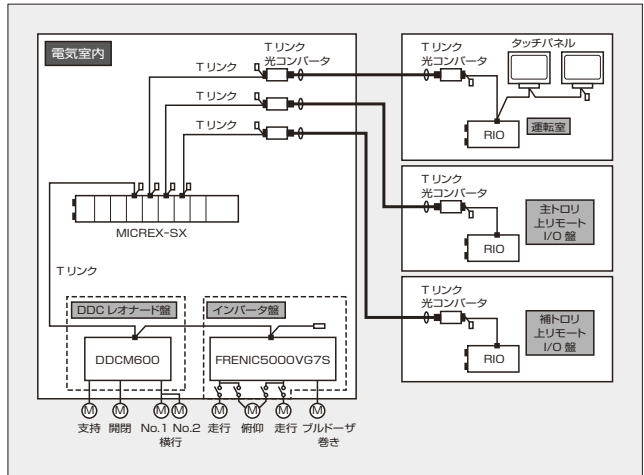 電気室内
Tリンク
光コンバータ
Tリンク
Tリンク
Tリンク
MICREX-SX
Tリンク
DDCレオナード盤
DDCM600
インバータ盤
FRENIC5000VG7S
M M M M M M M M
支持 開閉 No.1 No.2 走行 俯仰 走行 ブルドーザ
横行 巻き
Tリンク
光コンバータ
タッチパネル
RIO
運転室
Tリンク
光コンバータ
RIO
主トロリ
上リモート
I/O盤
Tリンク
光コンバータ
RIO
補トロリ
上リモート
I/O盤